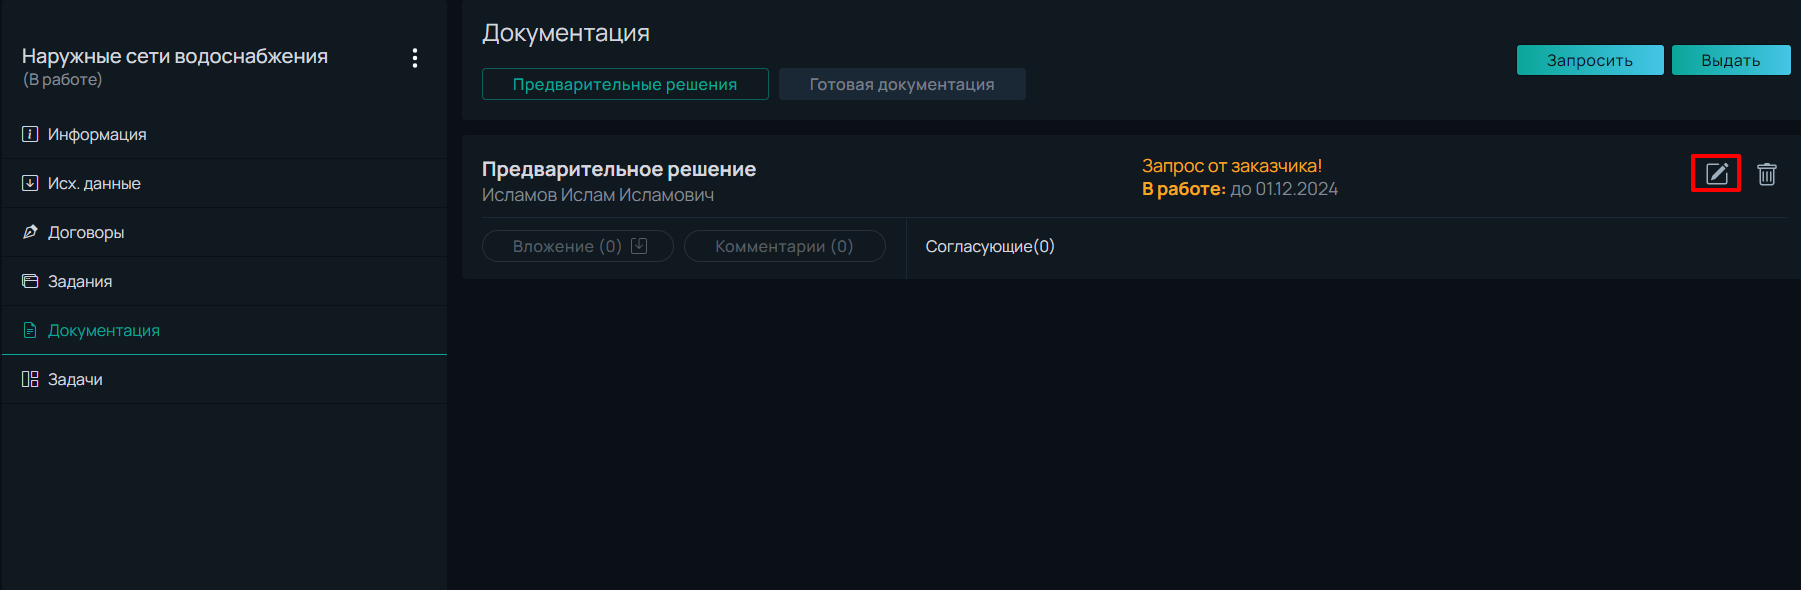 Наружные сети водоснабжения
(В работе)
Информация
Исх. данные
Договоры
Задания
Документация
Задачи
Документация
Предварительные решения
Готовая документация
Запросить
Выдать
Предварительное решение
Исламов Ислам Исламович
Запрос от заказчика!
В работе: до 01.12.2024
Вложение (0)
Комментарии (0)
Согласующие(0)